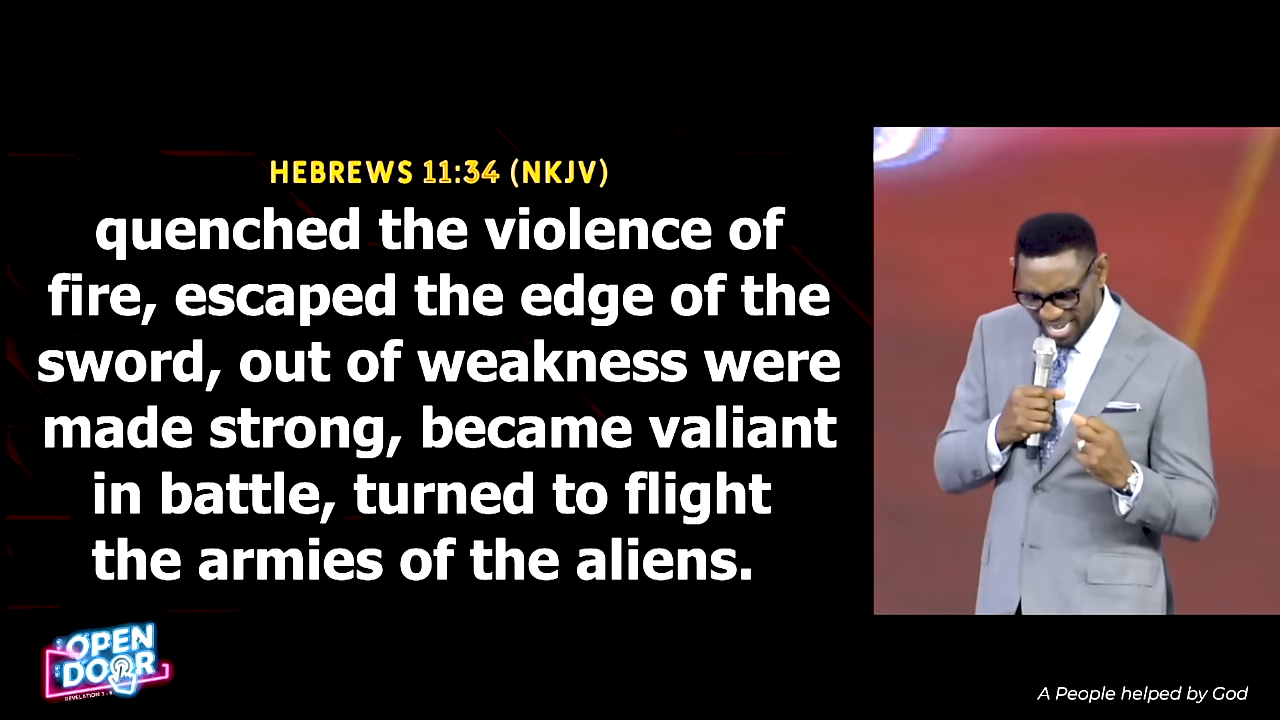 HEBREWS 11:34 (NKJV)
quenched the violence of
fire, escaped the edge of the
sword, out of weakness were
made strong, became valiant
in battle, turned to flight
the armies of the aliens.
OPEN
DOOR
REVELATION 3
A People helped by God